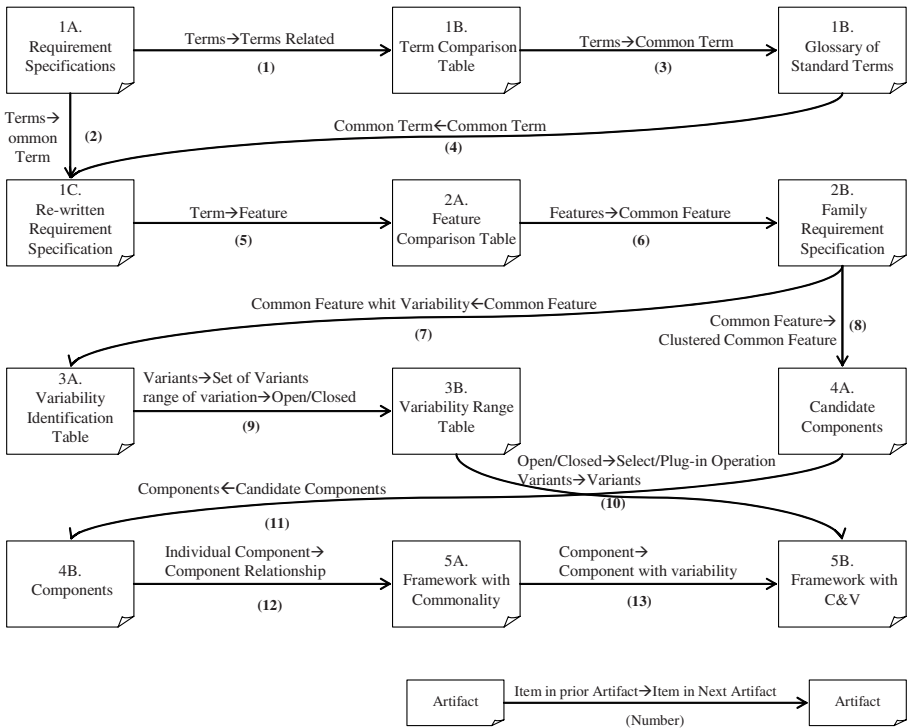 1A.
Requirement
Specifications
Terms→Terms Related
(1)
1B.
Term Comparison
Table
Terms→Common Term
(3)
1B.
Glossary of
Standard Terms
Terms→
ommon
Term
(2)
Common Term←Common Term
(4)
1C.
Re-written
Requirement
Specification
Term→Feature
(5)
2A.
Feature
Comparison Table
Features→Common Feature
(6)
2B.
Family
Requirement
Specification
Common Feature whit Variability←Common Feature
(7)
Common Feature→
Clustered Common Feature
(8)
3A.
Variability
Identification
Table
Variants→Set of Variants
range of variation→Open/Closed
(9)
3B.
Variability Range
Table
4A.
Candidate
Components
Open/Closed→Select/Plug-in Operation
Variants→Variants
(10)
Components←Candidate Components
(11)
4B.
Components
Individual Component→
Component Relationship
(12)
5A.
Framework with
Commonality
Component→
Component with variability
(13)
5B.
Framework with
C&V
Artifact
Item in prior Artifact→Item in Next Artifact
(Number)
Artifact